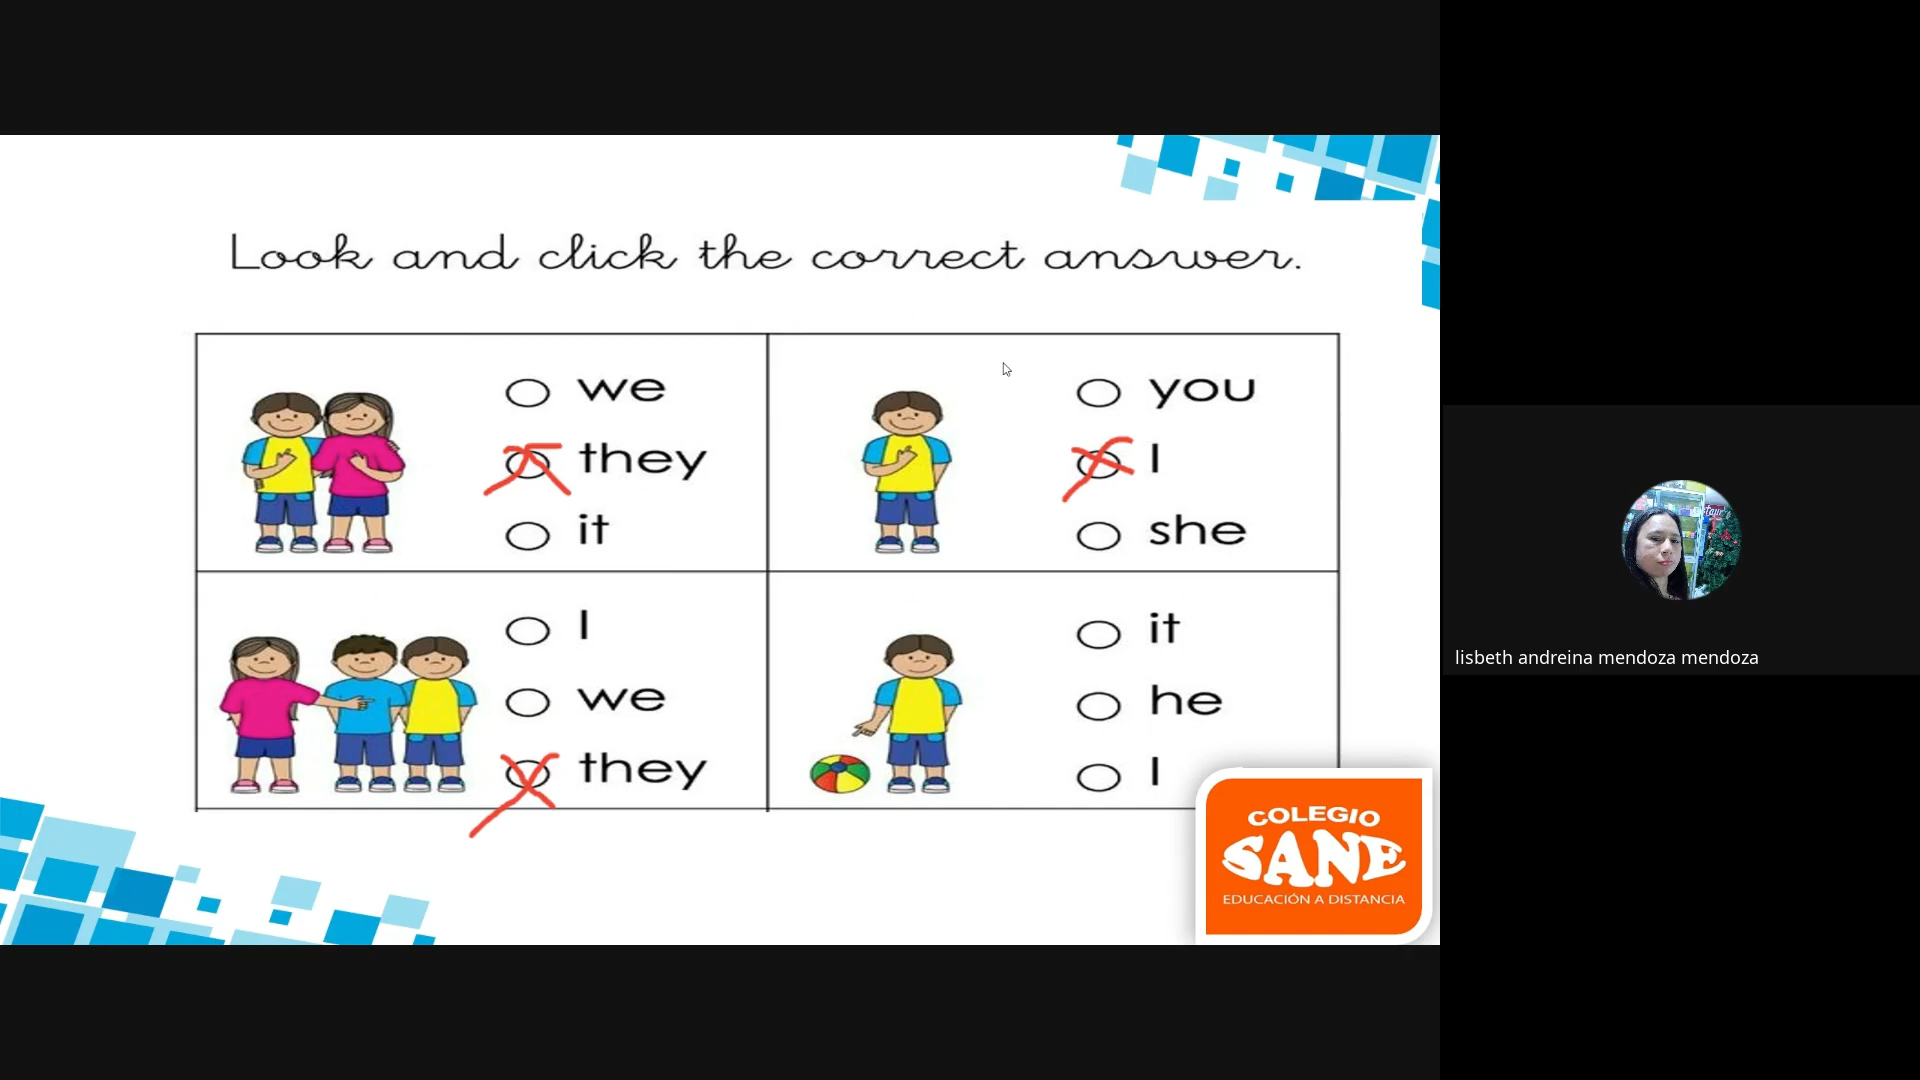 Look and click the correct answer.
we
they
it
you
I
she
I
we
they
it
he
I
COLEGIO
SANE
EDUCACIÓN A DISTANCIA
lisbeth andreina mendoza mendoza